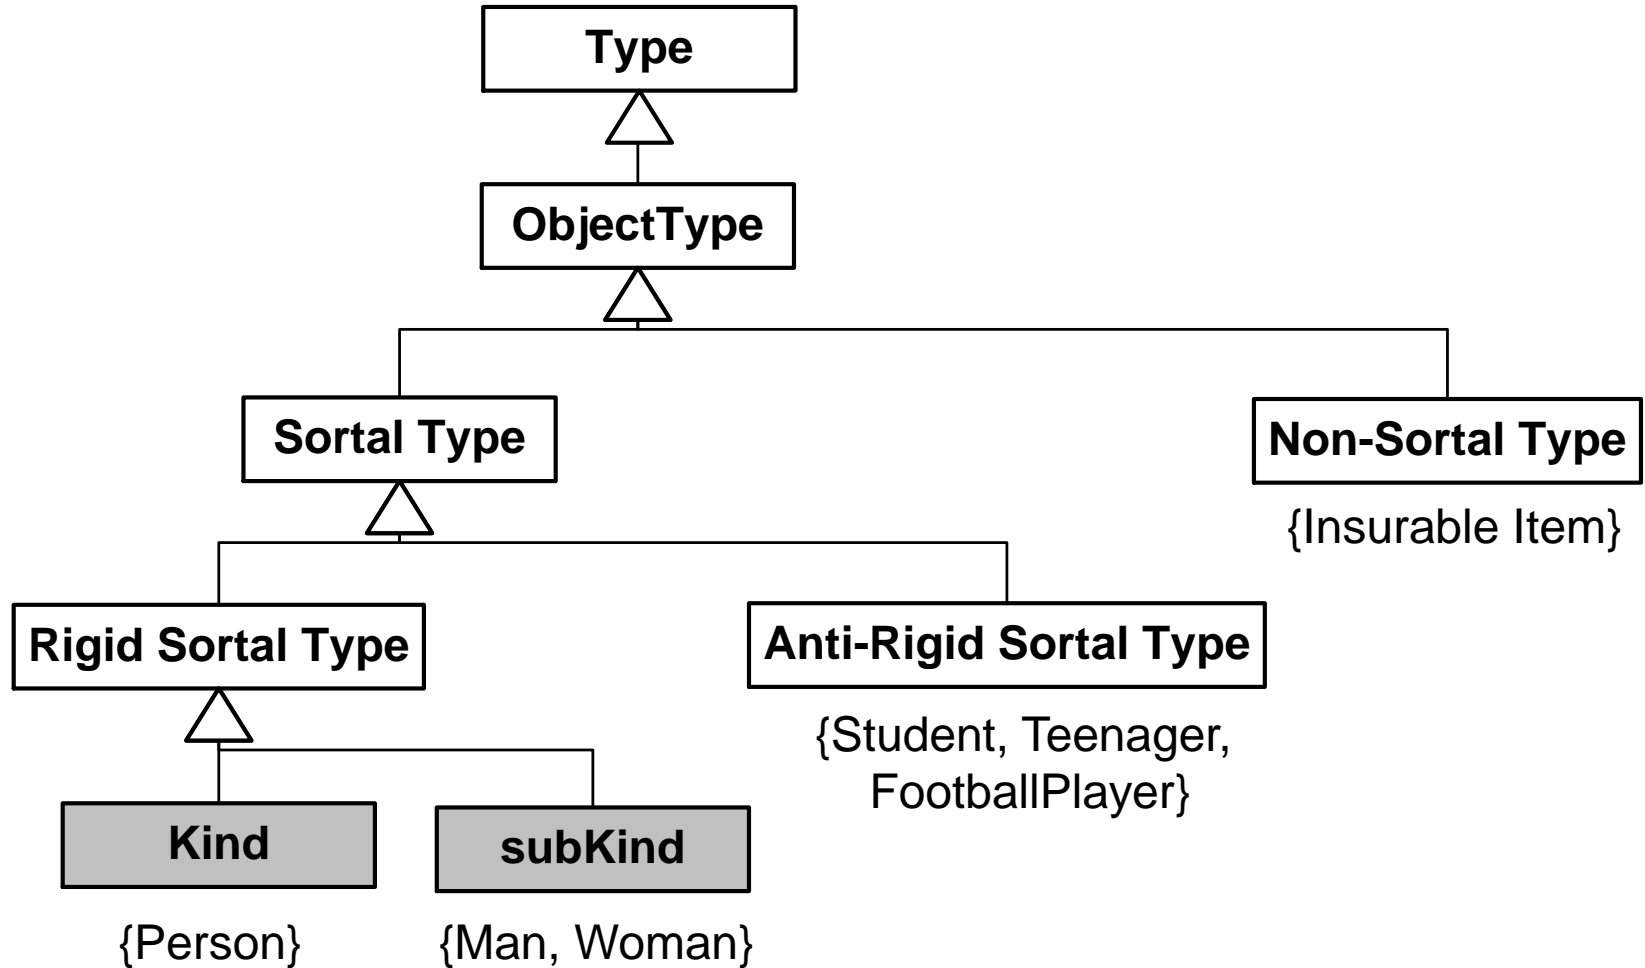 Type
ObjectType
Sortal Type
Non-Sortal Type
{Insurable Item}
Rigid Sortal Type
Anti-Rigid Sortal Type
{Student, Teenager,
FootballPlayer}
Kind
subKind
{Person}
{Man, Woman}